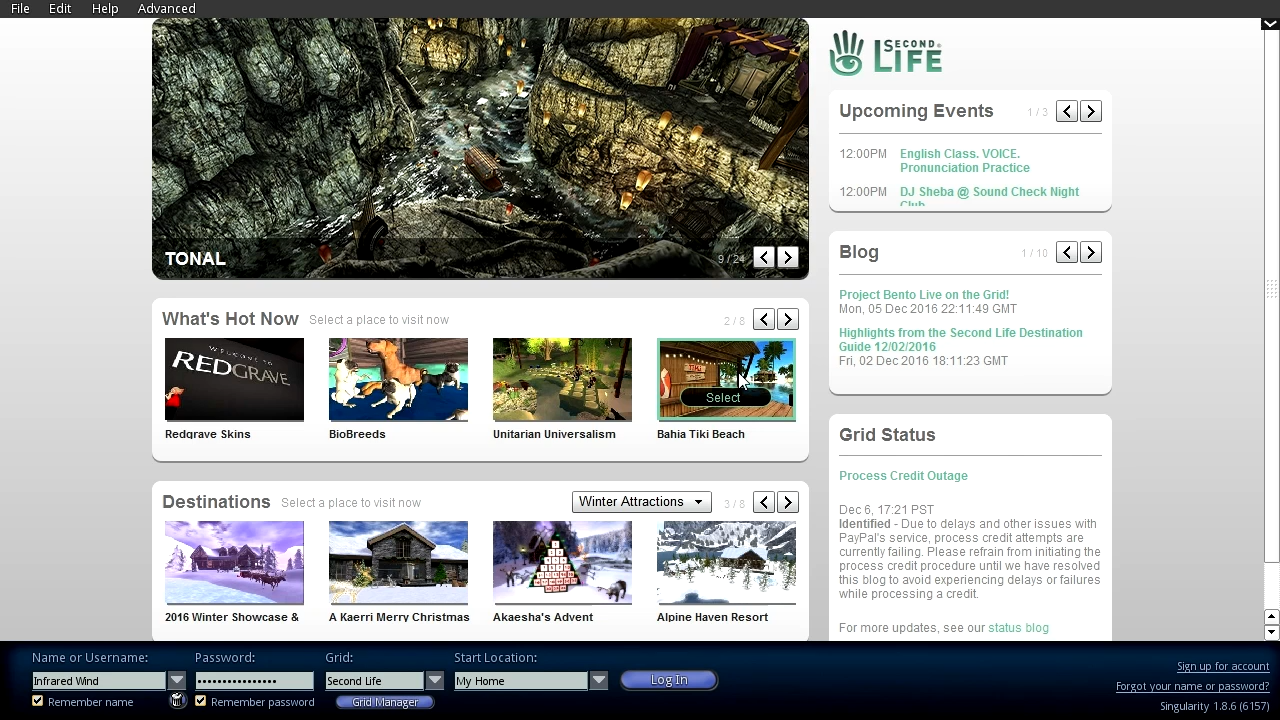 File Edit Help Advanced
SECOND
LIFE
TONAL
9 / 24
Upcoming Events 1 / 3
12:00PM English Class. VOICE.
Pronunciation Practice
12:00PM DJ Sheba @ Sound Check Night
Club
Blog 1 / 10
Project Bento Live on the Grid!
Mon, 05 Dec 2016 22:11:49 GMT
Highlights from the Second Life Destination
Guide 12/02/2016
Fri, 02 Dec 2016 18:11:23 GMT
What's Hot Now Select a place to visit now 2 / 8
WELCOME TO
REDGRAVE
Select
Redgrave Skins BioBreeds Unitarian Universalism Bahia Tiki Beach
Grid Status
Process Credit Outage
Dec 6, 17:21 PST
Identified - Due to delays and other issues with
PayPal's service, process credit attempts are
currently failing. Please refrain from initiating the
process credit procedure until we have resolved
this blog to avoid experiencing delays or failures
while processing a credit.
For more updates, see our status blog
Destinations Select a place to visit now Winter Attractions 3 / 8
2016 Winter Showcase & A Kaerri Merry Christmas Akaesha's Advent Alpine Haven Resort
Name or Username: Password: Grid: Start Location:
Infrared Wind ••••••••••••••• Second Life My Home Log In
Remember name Remember password Grid Manager
Sign up for account
Forgot your name or password?
Singularity 1.8.6 (6157)